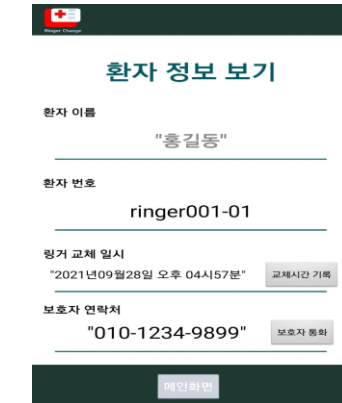 Ringer Change
환자 정보 보기
환자 이름
"홍길동"
환자 번호
ringer001-01
링거 교체 일시
"2021년09월28일 오후 04시57분" 교체시간 기록
보호자 연락처
"010-1234-9899" 보호자 통화
메인화면